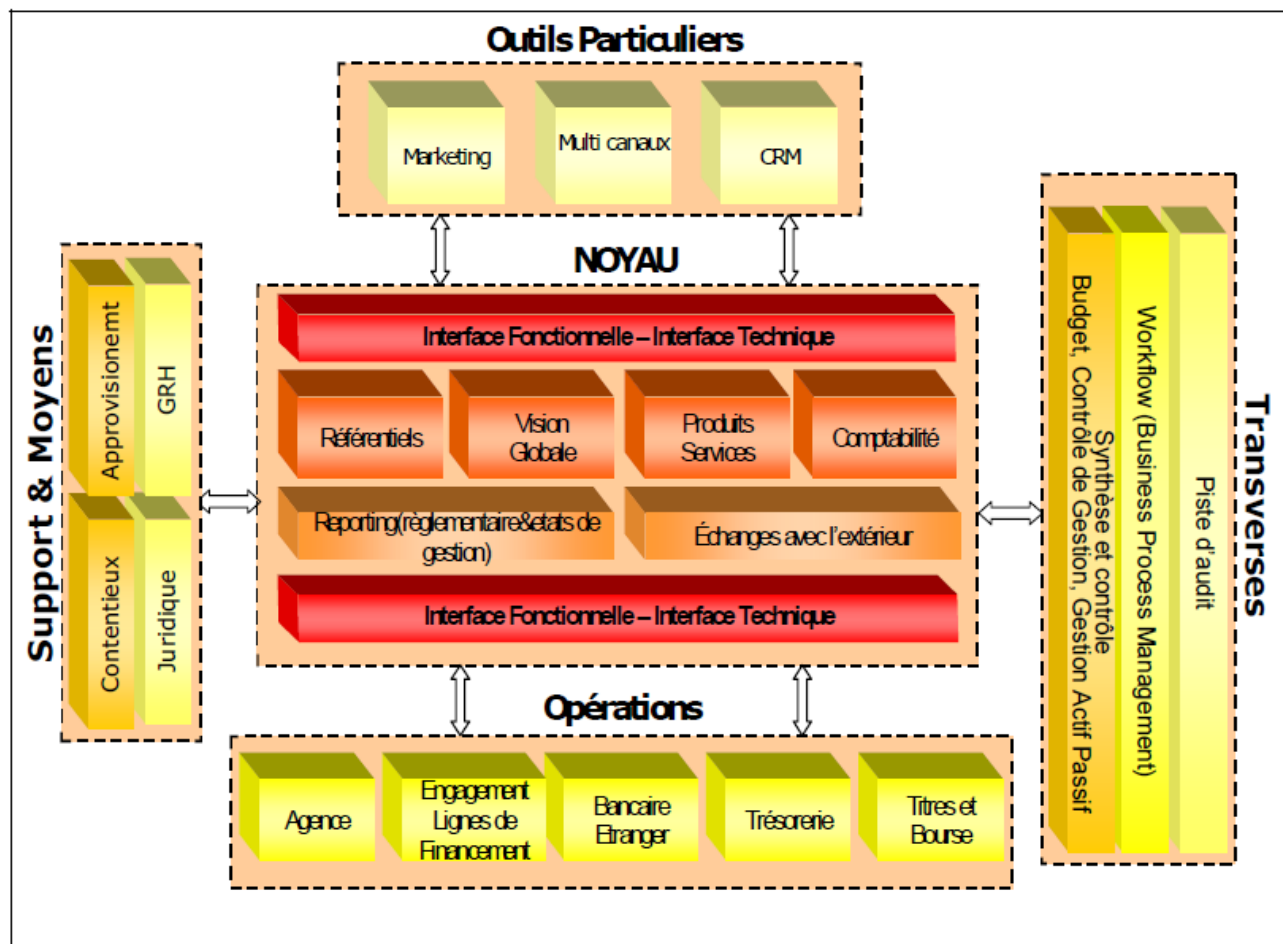 Outils Particuliers
Marketing
Multi canaux
CRM
NOYAU
Interface Fonctionnelle – Interface Technique
Référentiels
Vision
Globale
Produits
Services
Comptabilité
Reporting(règlementaire&etats de
gestion)
Échanges avec l'extérieur
Interface Fonctionnelle – Interface Technique
Support & Moyens
Approvisionemt
GRH
Contentieux
Juridique
Opérations
Agence
Engagement
Lignes de
Financement
Bancaire
Etranger
Trésorerie
Titres et
Bourse
Transverses
Synthèse et contrôle
Budget, Contrôle de Gestion, Gestion Actif Passif
Workflow (Business Process Management)
Piste d'audit